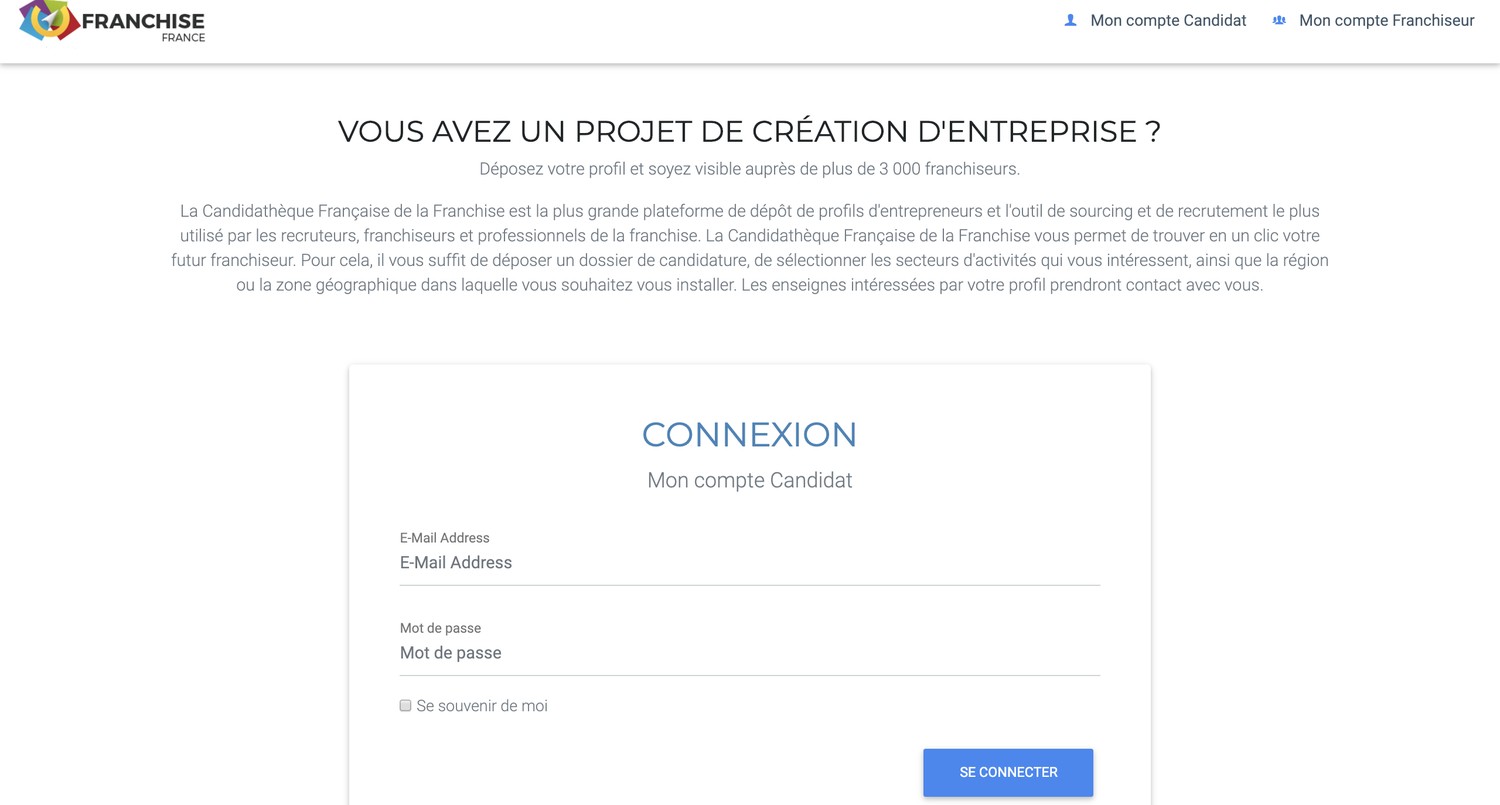 FRANCHISE
FRANCE
Mon compte Candidat
Mon compte Franchiseur
VOUS AVEZ UN PROJET DE CRÉATION D'ENTREPRISE ?
Déposez votre profil et soyez visible auprès de plus de 3 000 franchiseurs.
La Candidathèque Française de la Franchise est la plus grande plateforme de dépôt de profils d'entrepreneurs et l'outil de sourcing et de recrutement le plus
utilisé par les recruteurs, franchiseurs et professionnels de la franchise. La Candidathèque Française de la Franchise vous permet de trouver en un clic votre
futur franchiseur. Pour cela, il vous suffit de déposer un dossier de candidature, de sélectionner les secteurs d'activités qui vous intéressent, ainsi que la région
ou la zone géographique dans laquelle vous souhaitez vous installer. Les enseignes intéressées par votre profil prendront contact avec vous.
CONNEXION
Mon compte Candidat
E-Mail Address
E-Mail Address
Mot de passe
Mot de passe
Se souvenir de moi
SE CONNECTER